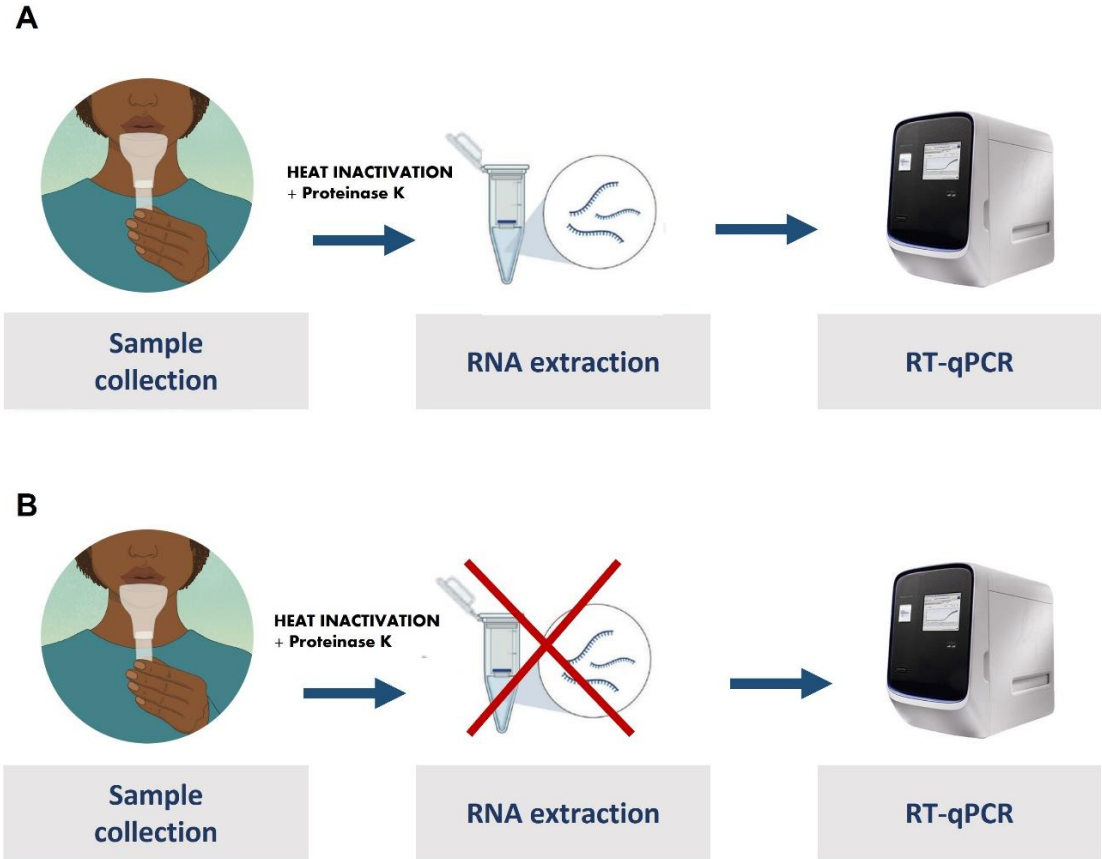 A
HEAT INACTIVATION
+ Proteinase K
Sample
collection
RNA extraction
RT-qPCR
B
HEAT INACTIVATION
+ Proteinase K
Sample
collection
RNA extraction
RT-qPCR